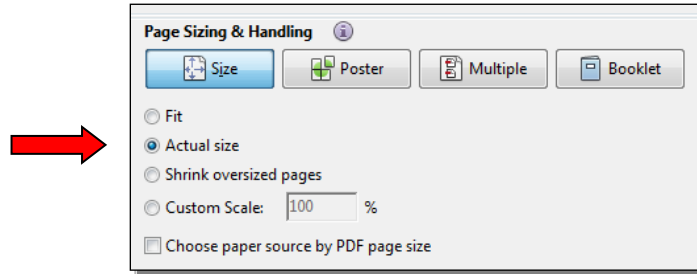 Page Sizing & Handling
Size Poster Multiple Booklet
Fit
Actual size
Shrink oversized pages
Custom Scale: 100 %
Choose paper source by PDF page size